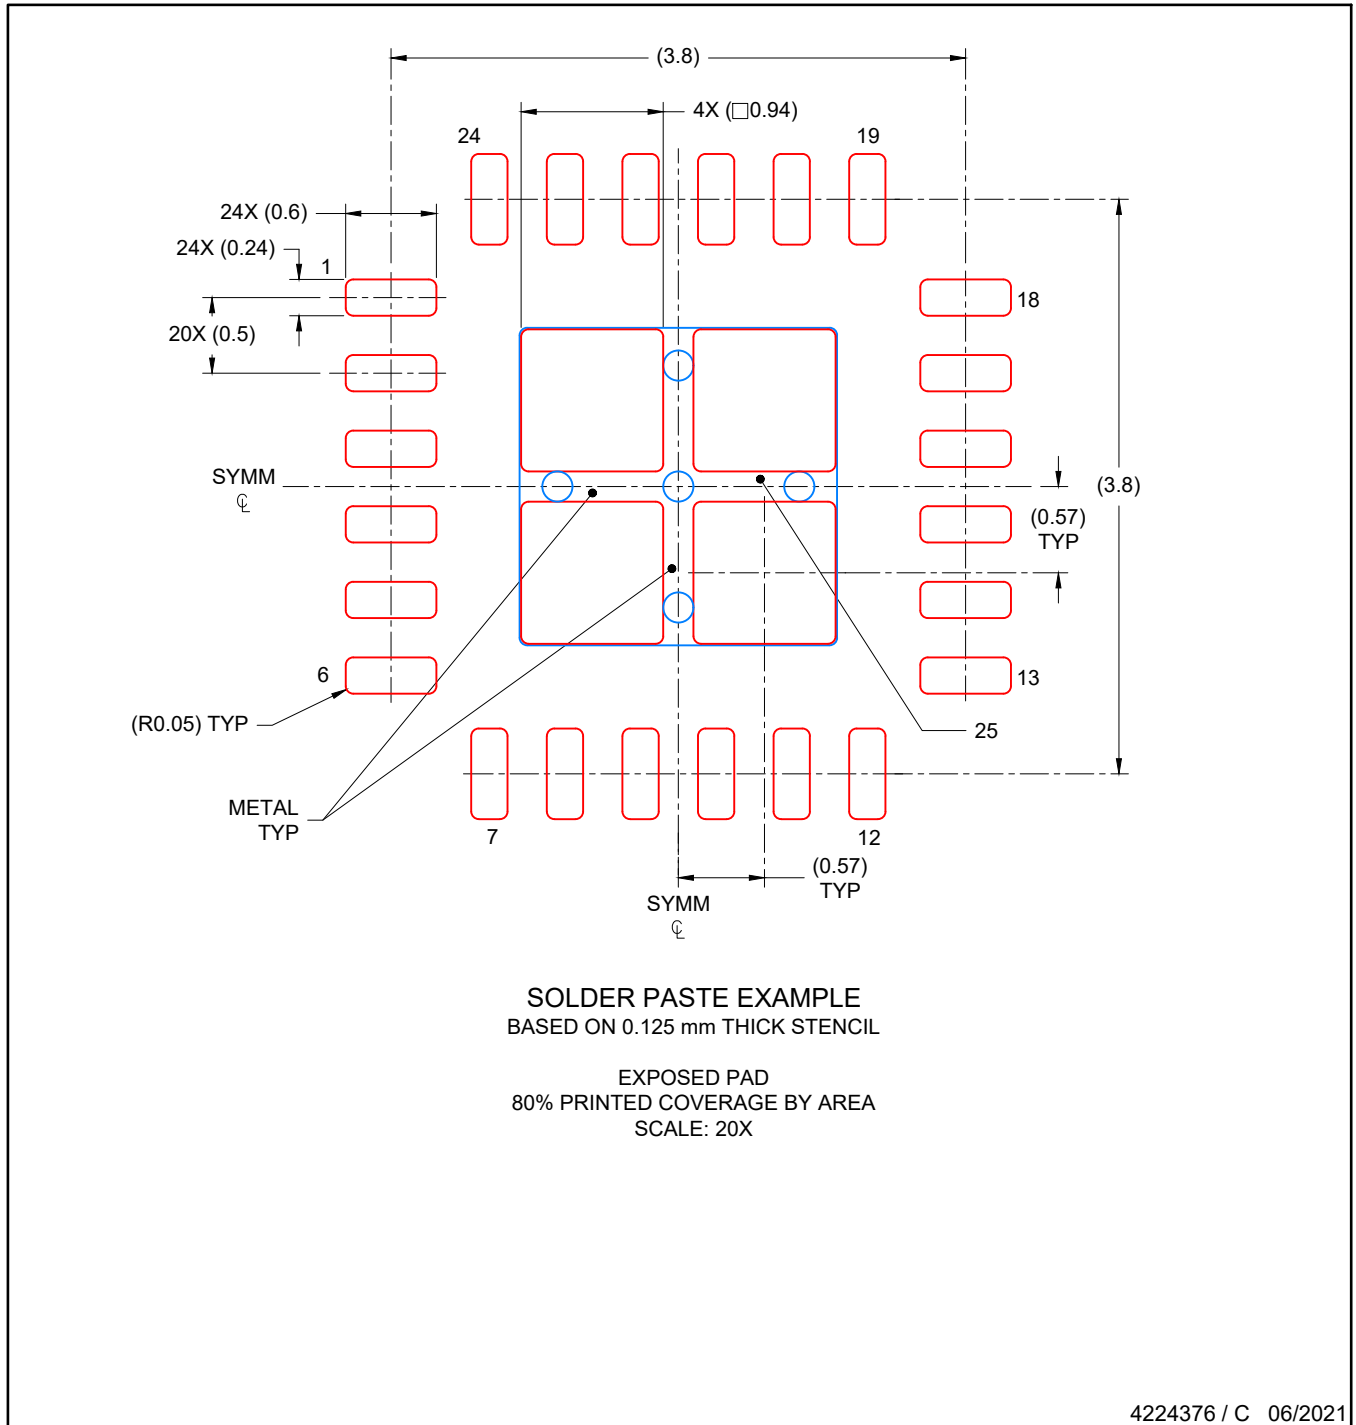 (3.8)
4X (□0.94)
24
19
24X (0.6)
24X (0.24)
1
18
20X (0.5)
SYMM
℄
(3.8)
(0.57)
TYP
6
13
(R0.05) TYP
25
METAL
TYP
7
12
(0.57)
TYP
SYMM
℄
SOLDER PASTE EXAMPLE
BASED ON 0.125 mm THICK STENCIL
EXPOSED PAD
80% PRINTED COVERAGE BY AREA
SCALE: 20X
4224376 / C 06/2021